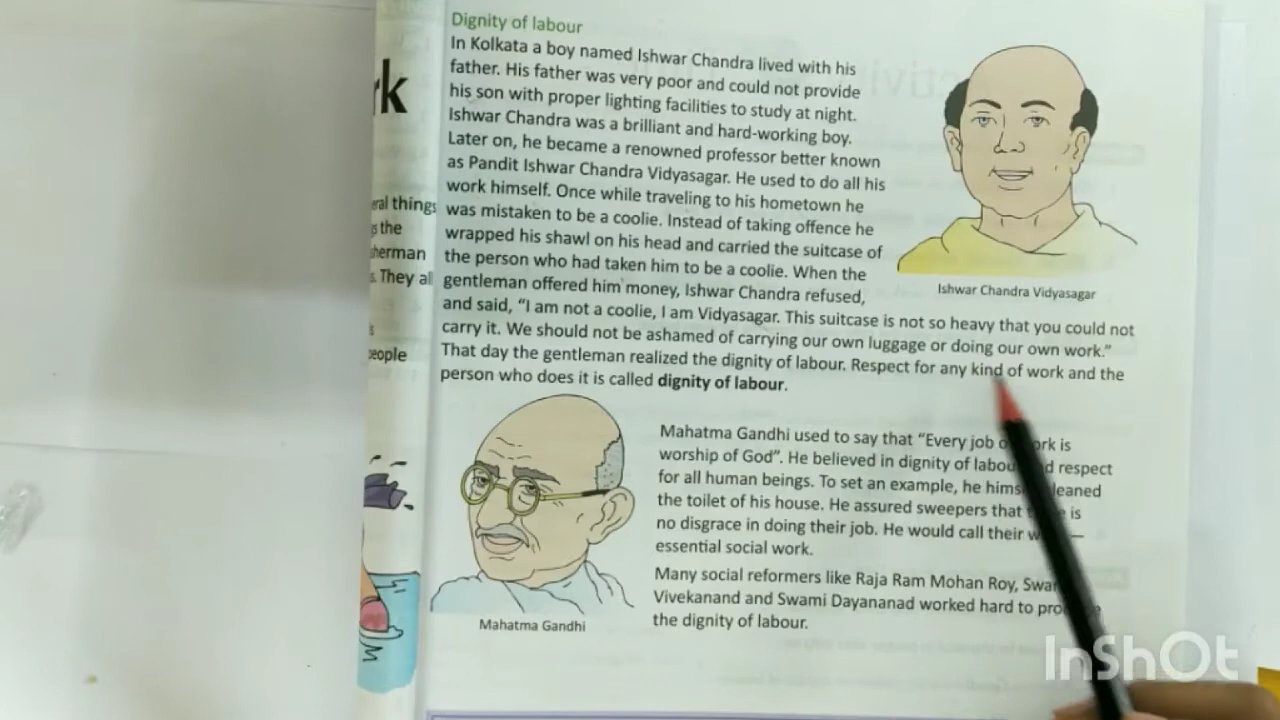 Dignity of labour
In Kolkata a boy named Ishwar Chandra lived with his
father. His father was very poor and could not provide
his son with proper lighting facilities to study at night.
Ishwar Chandra was a brilliant and hard-working boy.
Later on, he became a renowned professor better known
as Pandit Ishwar Chandra Vidyasagar. He used to do all his
work himself. Once while traveling to his hometown he
was mistaken to be a coolie. Instead of taking offence he
wrapped his shawl on his head and carried the suitcase of
the person who had taken him to be a coolie. When the
gentleman offered him money, Ishwar Chandra refused,
and said, “I am not a coolie, I am Vidyasagar. This suitcase is not so heavy that you could not
carry it. We should not be ashamed of carrying our own luggage or doing our own work.”
That day the gentleman realized the dignity of labour. Respect for any kind of work and the
person who does it is called dignity of labour.
Ishwar Chandra Vidyasagar
Mahatma Gandhi used to say that “Every job is
worship of God”. He believed in dignity of respect
for all human beings. To set an example, he
the toilet of his house. He assured sweepers that is
no disgrace in doing their job. He would call their —
essential social work.
Many social reformers like Raja Ram Mohan Roy,
Vivekanand and Swami Dayananad worked hard to
the dignity of labour.
Mahatma Gandhi
things
the
They
InShOt